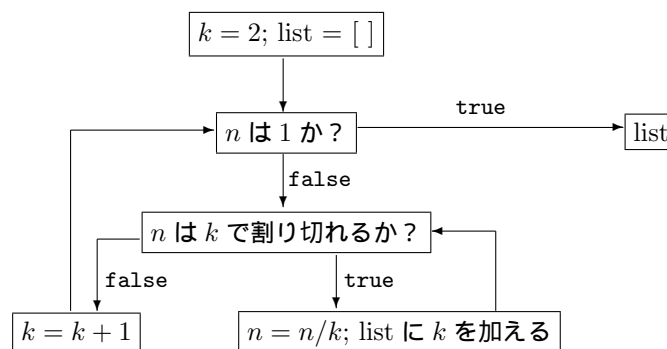 k = 2; list = [ ]
true
n は 1 か？
list
false
n は k で割り切れるか？
false
true
k = k + 1
n = n/k; list に k を加える